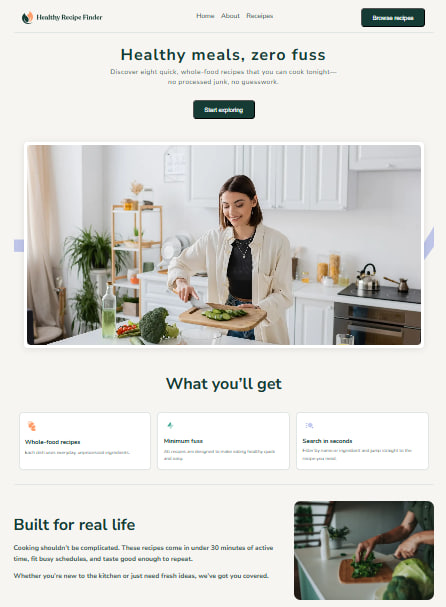 Healthy Recipe Finder
Home About Receipes
Browse recipes
Healthy meals, zero fuss
Discover eight quick, whole-food recipes that you can cook tonight—
no processed junk, no guesswork.
Start exploring
What you'll get
Whole-food recipes
Each dish uses everyday, unprocessed ingredients.
Minimum fuss
All recipes are designed to make eating healthy quick
and easy.
Search in seconds
Filter by name or ingredient and jump straight to the
recipe you need.
Built for real life
Cooking shouldn't be complicated. These recipes come in under 30 minutes of active
time, fit busy schedules, and taste good enough to repeat.
Whether you're new to the kitchen or just need fresh ideas, we've got you covered.